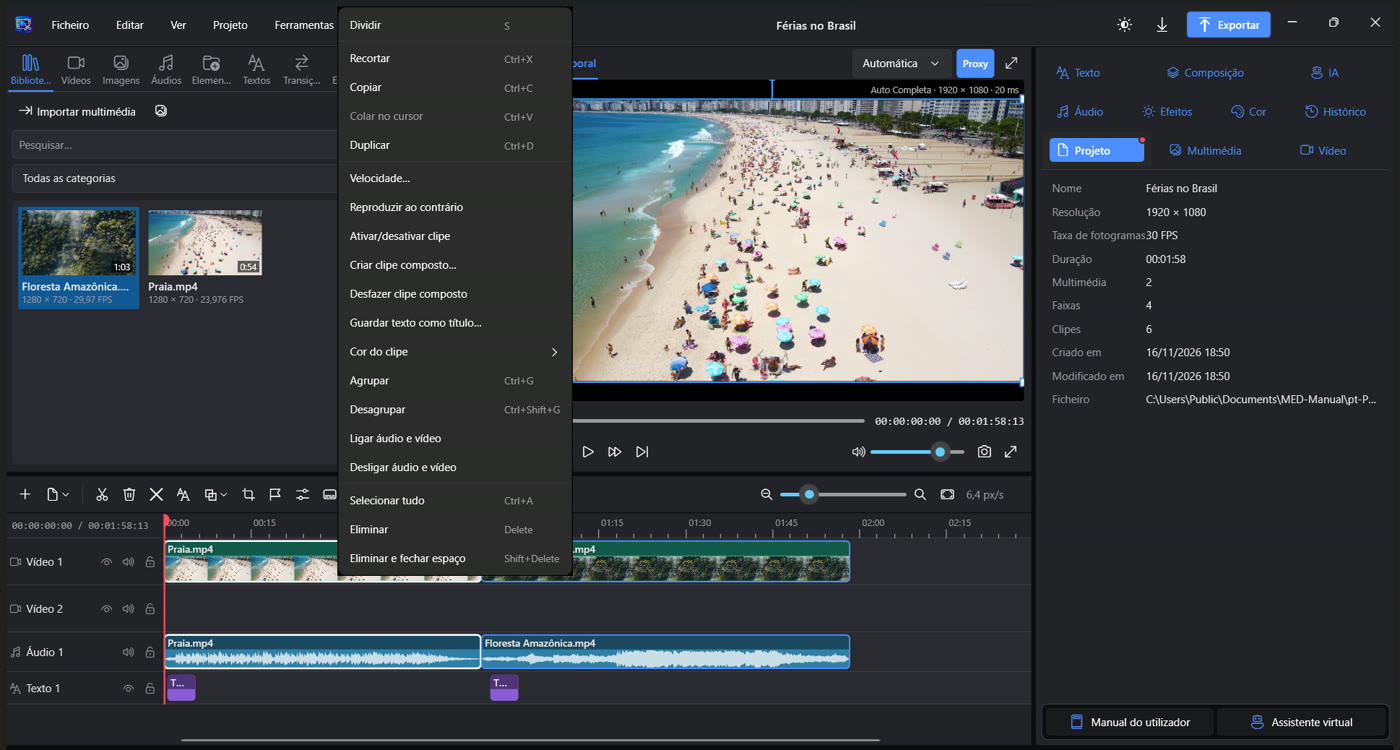 Ficheiro Editar Ver Projeto Ferramentas
Férias no Brasil
Exportar
Bibliote... Vídeos Imagens Áudios Elemen... Textos Transiç... E
Importar multimédia
Pesquisar...
Todas as categorias
1:03
Floresta Amazônica....
1280 × 720 · 29,97 FPS
0:54
Praia.mp4
1280 × 720 · 23,976 FPS
Dividir S
Recortar Ctrl+X
Copiar Ctrl+C
Colar no cursor Ctrl+V
Duplicar Ctrl+D
Velocidade...
Reproduzir ao contrário
Ativar/desativar clipe
Criar clipe composto...
Desfazer clipe composto
Guardar texto como título...
Cor do clipe
Agrupar Ctrl+G
Desagrupar Ctrl+Shift+G
Ligar áudio e vídeo
Desligar áudio e vídeo
Selecionar tudo Ctrl+A
Eliminar Delete
Eliminar e fechar espaço Shift+Delete
poral
Automática Proxy
Auto Completa · 1920 × 1080 · 20 ms
00:00:00:00 / 00:01:58:13
Texto Composição IA
Áudio Efeitos Cor Histórico
Projeto Multimédia Vídeo
Nome Férias no Brasil
Resolução 1920 × 1080
Taxa de fotogramas 30 FPS
Duração 00:01:58
Multimédia 2
Faixas 4
Clipes 6
Criado em 16/11/2026 18:50
Modificado em 16/11/2026 18:50
Ficheiro C:\Users\Public\Documents\MED-Manual\pt-P...
6,4 px/s
00:00:00:00 / 00:01:58:13
00:00 00:15 01:15 01:30 01:45 02:00 02:15
Vídeo 1
Praia.mp4
.mp4
Vídeo 2
Áudio 1
Praia.mp4
Floresta Amazônica.mp4
Texto 1
T...
T...
Manual do utilizador
Assistente virtual